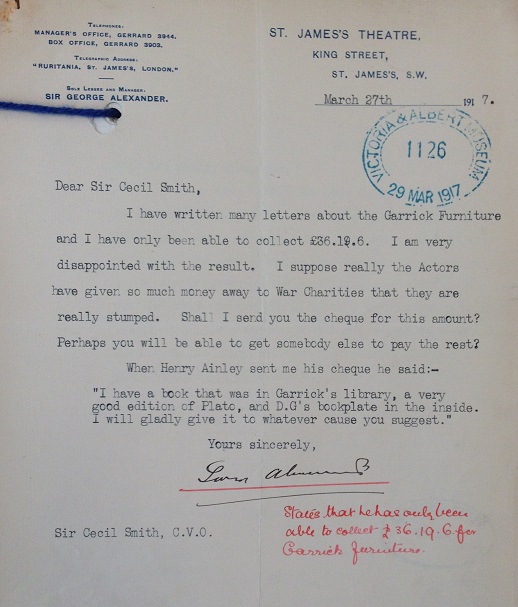 TELEPHONES:
MANAGER'S OFFICE, GERRARD 3944.
BOX OFFICE, GERRARD 3903.
TELEGRAPHIC ADDRESS:
"RURITANIA, ST. JAMES'S, LONDON."
SOLE LESSEE AND MANAGER:
SIR GEORGE ALEXANDER.
ST. JAMES'S THEATRE,
KING STREET,
ST. JAMES'S, S.W.
March 27th 1917.
VICTORIA & ALBERT MUSEUM
1126
29 MAR 1917
Dear Sir Cecil Smith,
I have written many letters about the Garrick Furniture
and I have only been able to collect £36.19.6. I am very
disappointed with the result. I suppose really the Actors
have given so much money away to War Charities that they are
really stumped. Shall I send you the cheque for this amount?
Perhaps you will be able to get somebody else to pay the rest?
When Henry Ainley sent me his cheque he said:-
"I have a book that was in Garrick's library, a very
good edition of Plato, and D.G's bookplate in the inside.
I will gladly give it to whatever cause you suggest."
Yours sincerely,
Sir Cecil Smith, C.V.O.
States that he has only been
able to collect £36.19.6 for
Garrick furniture.